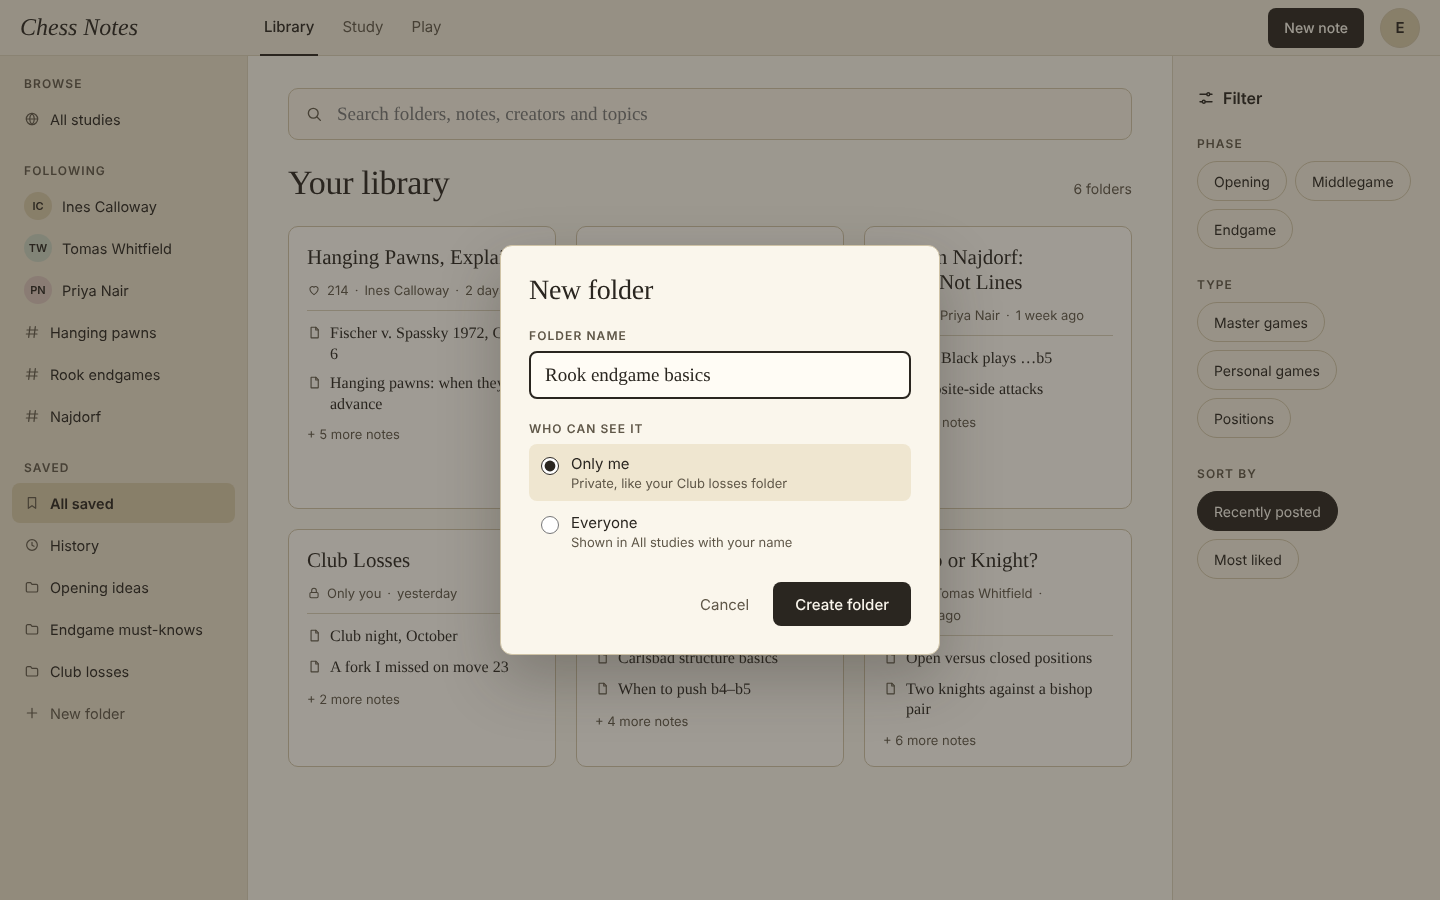 Chess Notes
Library
Study
Play
New note
E
BROWSE
All studies
FOLLOWING
IC
Ines Calloway
TW
Tomas Whitfield
PN
Priya Nair
Hanging pawns
Rook endgames
Najdorf
SAVED
All saved
History
Opening ideas
Endgame must-knows
Club losses
+ New folder
Search folders, notes, creators and topics
Your library
6 folders
Hanging Pawns,
214 · Ines Calloway · 2
Fischer v. Spassky 1972,
6
Hanging pawns: when they
advance
+ 5 more notes
Najdorf:
Not Lines
Priya Nair · 1 week ago
Black plays …b5
attacks
notes
Club Losses
Only you · yesterday
Club night, October
A fork I missed on move 23
+ 2 more notes
Carlsbad structure basics
When to push b4–b5
+ 4 more notes
or Knight?
Whitfield ·
ago
Open versus closed positions
Two knights against a bishop
pair
+ 6 more notes
New folder
FOLDER NAME
Rook endgame basics
WHO CAN SEE IT
Only me
Private, like your Club losses folder
Everyone
Shown in All studies with your name
Cancel
Create folder
Filter
PHASE
Opening
Middlegame
Endgame
TYPE
Master games
Personal games
Positions
SORT BY
Recently posted
Most liked